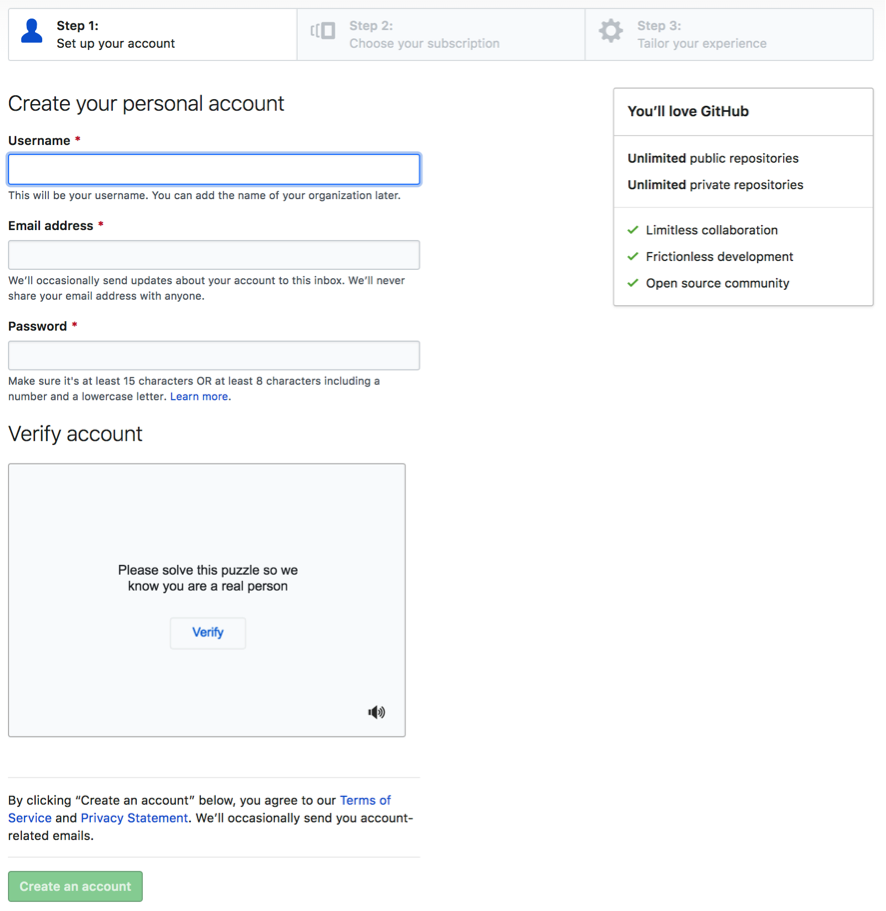 Step 1:
Set up your account
Step 2:
Choose your subscription
Step 3:
Tailor your experience
Create your personal account
Username *
This will be your username. You can add the name of your organization later.
Email address *
We’ll occasionally send updates about your account to this inbox. We’ll never
share your email address with anyone.
Password *
Make sure it's at least 15 characters OR at least 8 characters including a
number and a lowercase letter. Learn more.
Verify account
Please solve this puzzle so we
know you are a real person
Verify
By clicking “Create an account” below, you agree to our Terms of
Service and Privacy Statement. We’ll occasionally send you account-
related emails.
Create an account
You’ll love GitHub
Unlimited public repositories
Unlimited private repositories
Limitless collaboration
Frictionless development
Open source community